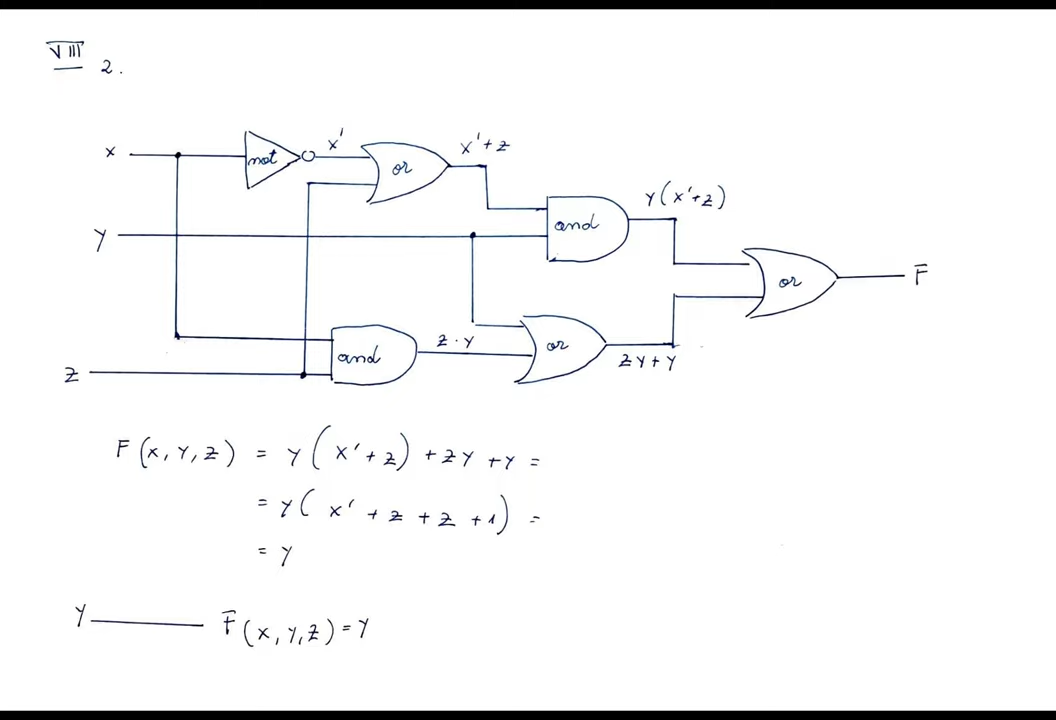 VIII 2.
x not x' or x'+z
y and y(x'+z)
or F
z and z·y or zy+y
F(x,y,z) = y(x'+z)+zy+y =
= y(x'+z+z+1) =
= y
y F(x,y,z)=y